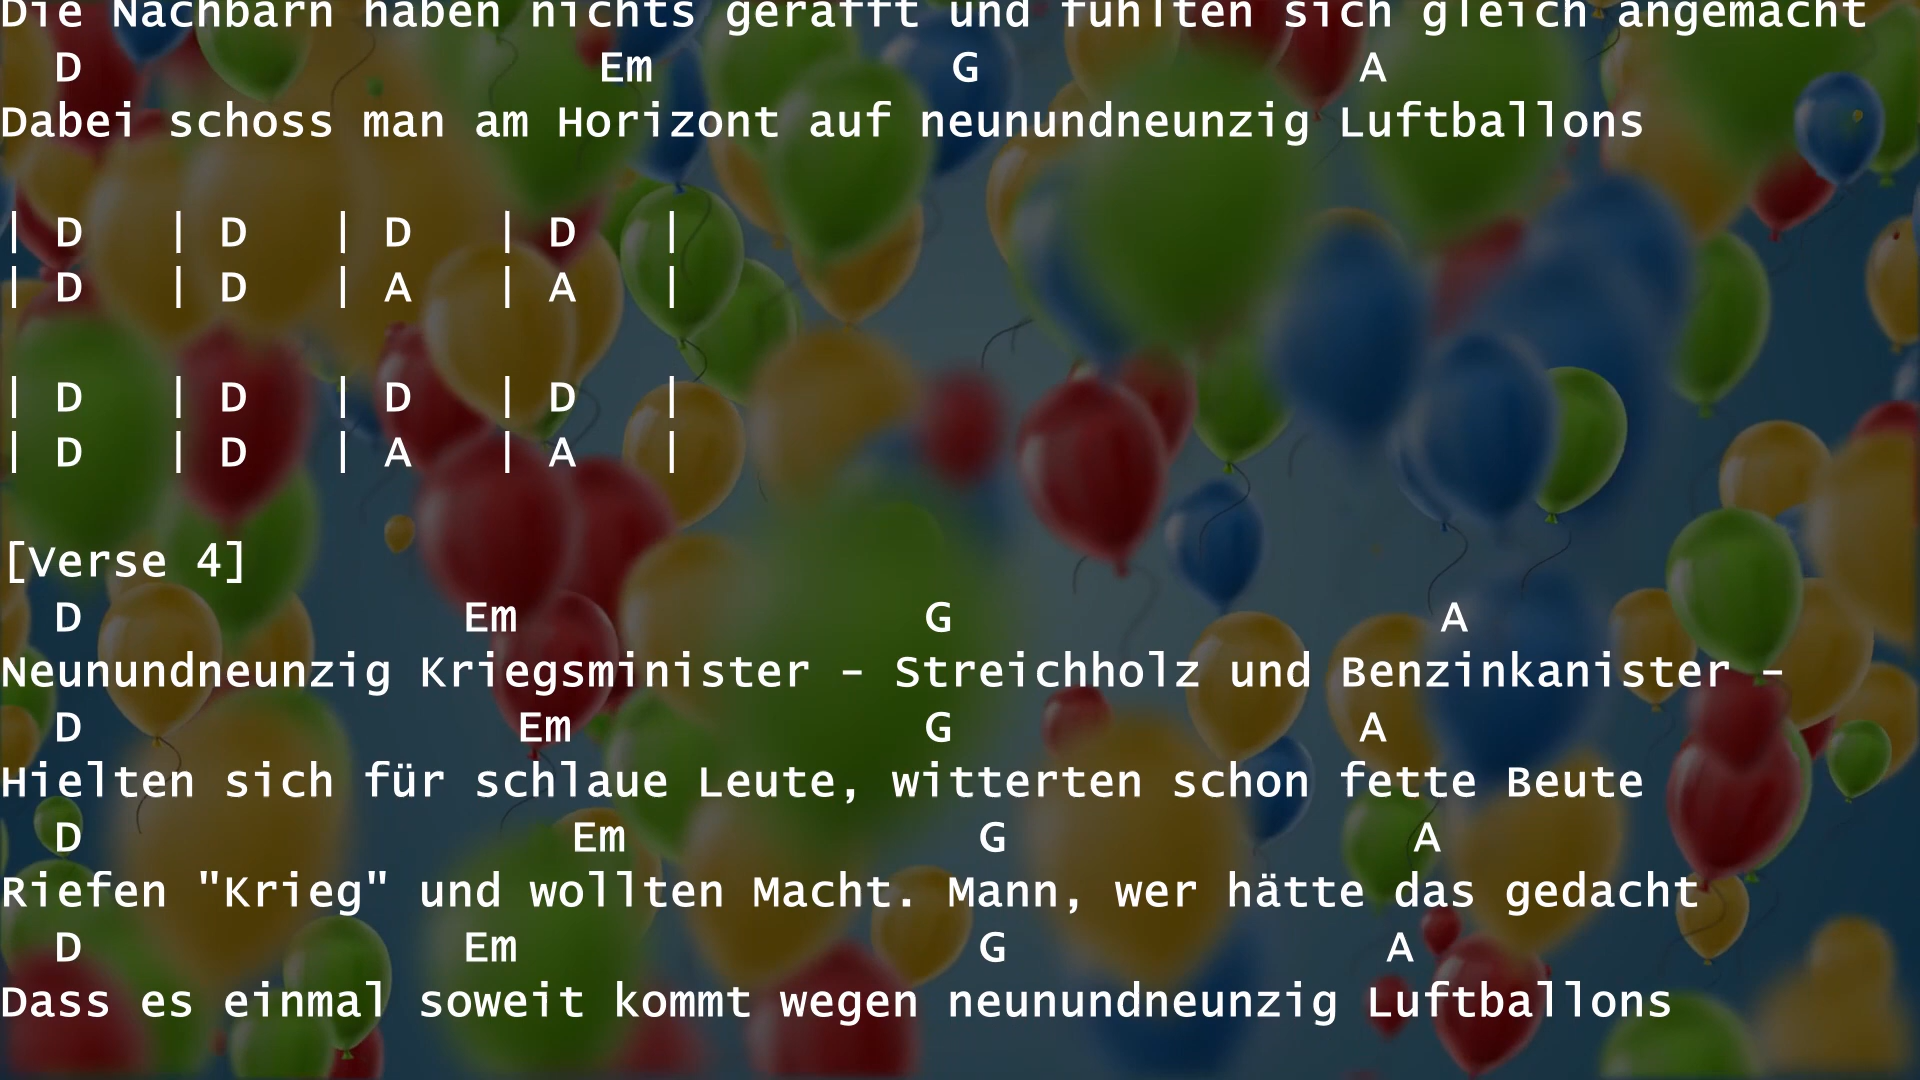 Die Nachbarn haben nichts gerafft und fühlten sich gleich angemacht
D Em G A
Dabei schoss man am Horizont auf neunundneunzig Luftballons
| D | D | D | D |
| D | D | A | A |
| D | D | D | D |
| D | D | A | A |
[Verse 4]
D Em G A
Neunundneunzig Kriegsminister – Streichholz und Benzinkanister –
D Em G A
Hielten sich für schlaue Leute, witterten schon fette Beute
D Em G A
Riefen "Krieg" und wollten Macht. Mann, wer hätte das gedacht
D Em G A
Dass es einmal soweit kommt wegen neunundneunzig Luftballons